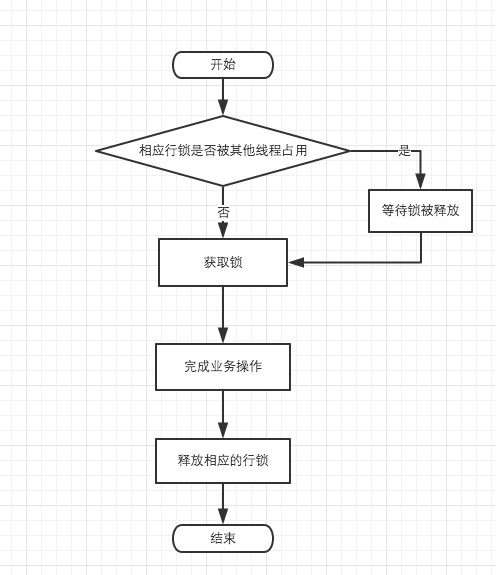 开始
相应行锁是否被其他线程占用
是
等待锁被释放
否
获取锁
完成业务操作
释放相应的行锁
结束